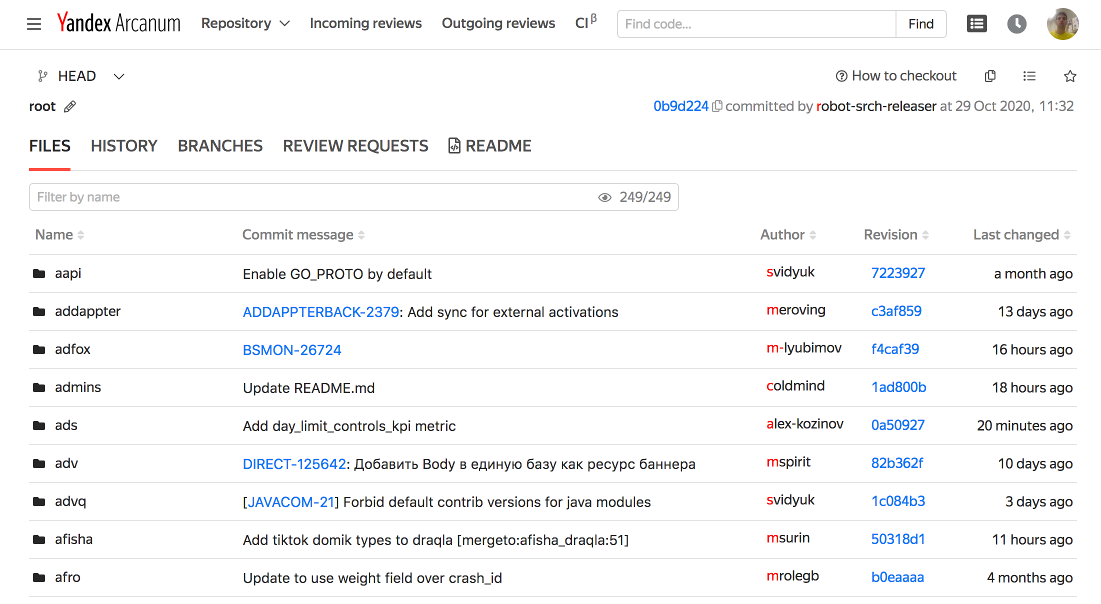 Yandex Arcanum Repository Incoming reviews Outgoing reviews CI β Find code... Find
HEAD How to checkout
root 0b9d224 committed by robot-srch-releaser at 29 Oct 2020, 11:32
FILES HISTORY BRANCHES REVIEW REQUESTS README
Filter by name 249/249
Name Commit message Author Revision Last changed
aapi Enable GO_PROTO by default svidyuk 7223927 a month ago
addappter ADDAPPTERBACK-2379: Add sync for external activations meroving c3af859 13 days ago
adfox BSMON-26724 m-lyubimov f4caf39 16 hours ago
admins Update README.md coldmind 1ad800b 18 hours ago
ads Add day_limit_controls_kpi metric alex-kozinov 0a50927 20 minutes ago
adv DIRECT-125642: Добавить Body в единую базу как ресурс баннера mspirit 82b362f 10 days ago
advq [JAVACOM-21] Forbid default contrib versions for java modules svidyuk 1c084b3 3 days ago
afisha Add tiktok domik types to draqla [mergeto:afisha_draqla:51] msurin 50318d1 11 hours ago
afro Update to use weight field over crash_id mrolegb b0eaaaa 4 months ago